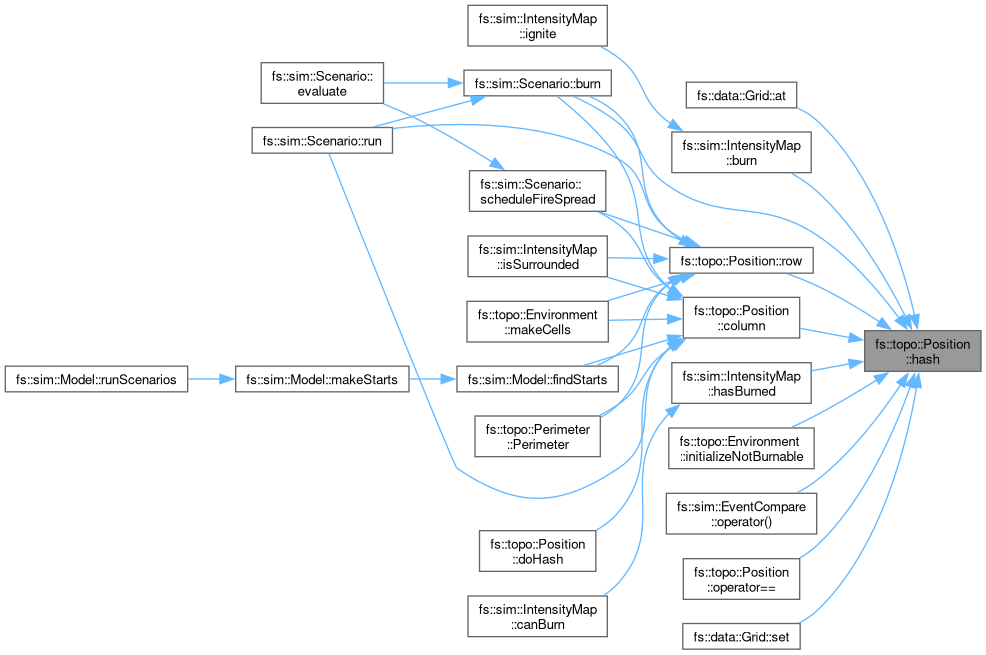 fs::sim::IntensityMap
::ignite
fs::sim::Scenario::
evaluate
fs::sim::Scenario::burn
fs::data::Grid::at
fs::sim::Scenario::run
fs::sim::IntensityMap
::burn
fs::sim::Scenario::
scheduleFireSpread
fs::sim::IntensityMap
::isSurrounded
fs::topo::Position::row
fs::topo::Environment
::makeCells
fs::topo::Position
::column
fs::topo::Position
::hash
fs::sim::Model::runScenarios
fs::sim::Model::makeStarts
fs::sim::Model::findStarts
fs::sim::IntensityMap
::hasBurned
fs::topo::Perimeter
::Perimeter
fs::topo::Environment
::initializeNotBurnable
fs::sim::EventCompare
::operator()
fs::topo::Position
::doHash
fs::topo::Position
::operator==
fs::sim::IntensityMap
::canBurn
fs::data::Grid::set